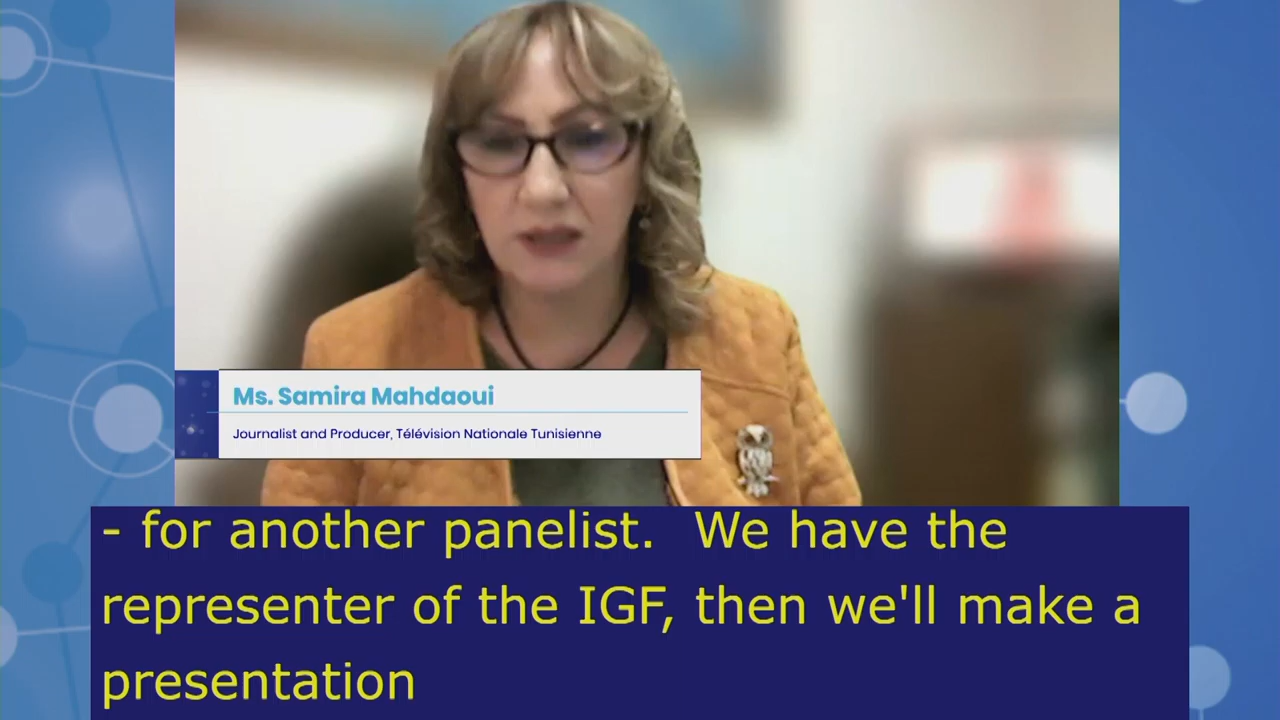 Ms. Samira Mahdaoui
Journalist and Producer, Télévision Nationale Tunisienne
- for another panelist.  We have the
representer of the IGF, then we'll make a
presentation